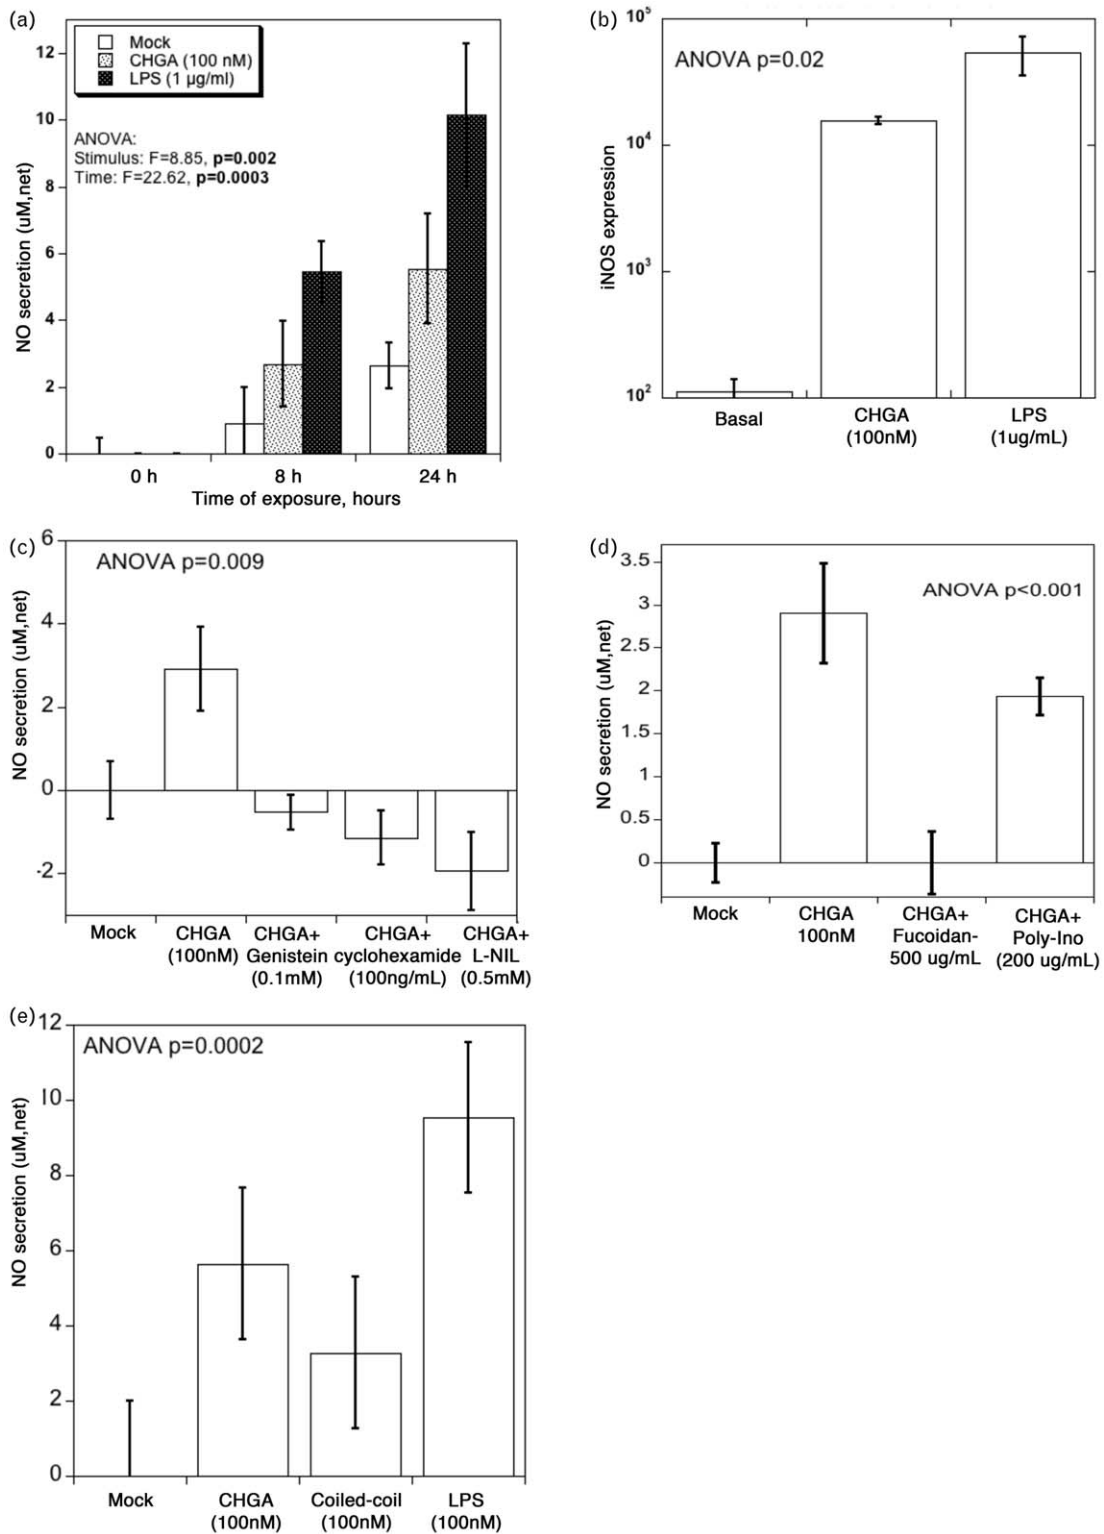 (a)
12
10
8
6
4
2
0
NO secretion (uM,net)
Mock
CHGA (100 nM)
LPS (1 µg/ml)
ANOVA:
Stimulus: F=8.85, p=0.002
Time: F=22.62, p=0.0003
0 h
8 h
24 h
Time of exposure, hours
(b)
10⁵
10⁴
10³
10²
iNOS expression
ANOVA p=0.02
Basal
CHGA
(100nM)
LPS
(1ug/mL)
(c)
6
4
2
0
-2
NO secretion (uM,net)
ANOVA p=0.009
Mock
CHGA
(100nM)
CHGA+
Genistein
(0.1mM)
CHGA+
cyclohexamide
(100ng/mL)
CHGA+
L-NIL
(0.5mM)
(d)
3.5
3
2.5
2
1.5
1
0.5
0
NO secretion (uM,net)
ANOVA p<0.001
Mock
CHGA
100nM
CHGA+
Fucoidan-
500 ug/mL
CHGA+
Poly-Ino
(200 ug/mL)
(e)
12
10
8
6
4
2
0
NO secretion (uM,net)
ANOVA p=0.0002
Mock
CHGA
(100nM)
Coiled-coil
(100nM)
LPS
(100nM)